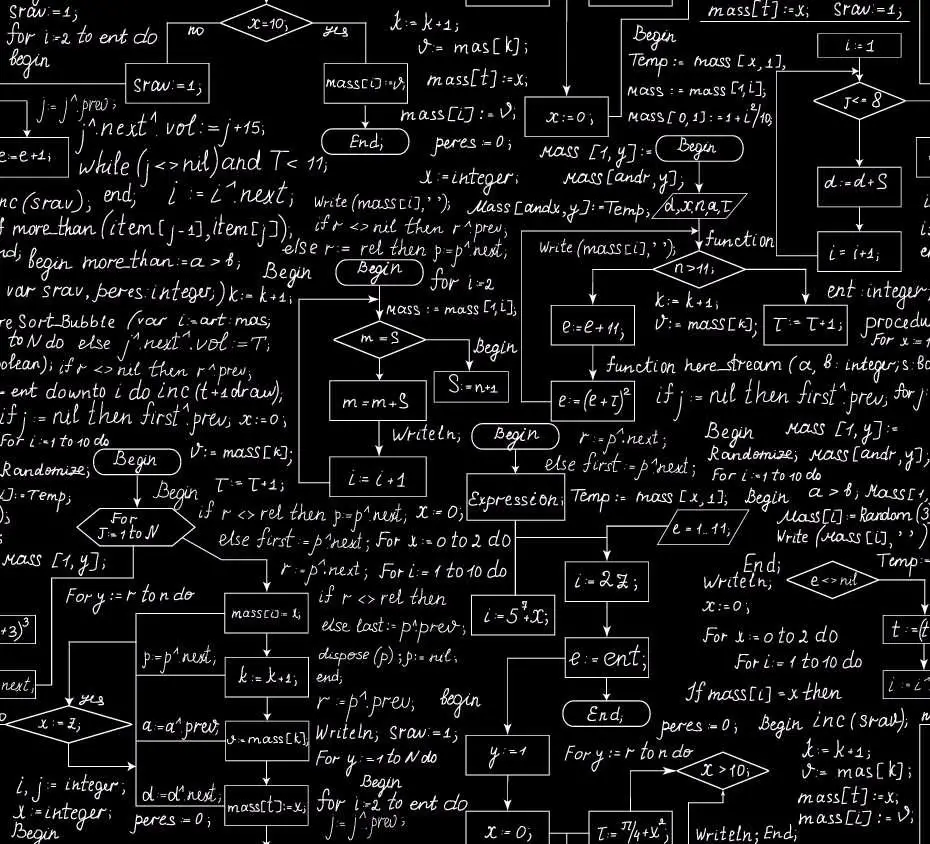 Srav:=1;
for i:=2 to ent do
begin
no
x=10;
yes
Srav:=1;
mass[i]:=v;
End;
k:= k+1;
v:= mas[k];
mass[t]:=x;
mass[i]:= v;
peres:=0;
x:=integer;
x:=0;
mass[t]:=x, Srav:=1;
Begin
Temp:= mass [x,1],
mass := mass[1,i];
mass[0,1]:=1+i²/10;
i:=1
J<=8
d:=d+S
i= i+1;
j:=j^.prev;
e:=e+1;
j^.next^.vol:=j+15;
while (j<>nil) and T< 11;
nc(srav); end; i := i^.next;
f more_than (item[j-1],item[j]),
nd; begin more_than:=a > b;
var srav, peres:integer;) k:= k+1;
re Sort_Bubble (var i:=art:mas;
to N do else j^.next^.vol:=T;
olean); if r <> nil then r^prev;
- ent downto i do inc (t+1draw);
if j:= nil then first^.prev; x:=0;
For i:=1 to 10 do
Randomize;
Begin
v:= mass[k];
]:=Temp,
Begin
T:= T+1;
For
J:=1 to N
mass [1,y];
mass [1,y]:=
Begin
mass[andr,y];
write(mass[i],' ');
Mass[andx,y]:=Temp;
d,x,n,a,T
if r <> nil then r^prev;
else r:= rel then p:=p^.next;
Write(mass[i],' ');
function
Begin
Begin
for i:=2
mass := mass[1,i];
m=S
Begin
S:=n+1
m:=m+S
i:= i+1
n>11;
e:=e+11;
e:=(e+T)²
k:= k+1;
v:= mass[k];
T:= T+1;
ent:integer;
procedu
For x:=1
function here_stream (a, b: integer; s:bo
if j:= nil then first^.prev; for j:
Writeln;
Begin
r:=p^.next;
else first:=p^next;
Begin mass [1,y]:=
Randomize; mass[andr,y];
For i:=1 to 10 do
Expression;
Temp:= mass [x,1];
Begin a > b; Mass[1,
Mass[i]:=Random(3
Write (Mass[i],' ')
e=1..11;
if r <> rel then p:=p^.next; x:=0;
else first:=p^.next; For x:=0 to 2 do
r:=p^.next; For i:=1 to 10 do
For y:=r to n do
if r <> rel then
else last:=p^.prev;
dispose (p); p:= nil;
end;
r:=p^.prev;
begin
Writeln; Srav:=1;
For y:=1 to N do
Begin
for i:=2 to ent do
j:=j^.prev;
i:=2z;
i:=5⁷+x;
e:=ent;
End;
y:=1
x:=0;
End;
Temp:=
Writeln;
x:=0;
e<>nil
For x:=0 to 2 do
For i:=1 to 10 do
If mass[i]=x then
peres:=0; Begin inc (srav);
t:=(t
i:=i^
+3)³
next;
p:=p^.next;
yes
x:=z;
a:=a^.prev
d:=d^.next;
peres:=0;
k:= k+1;
v:=mass[k];
mass[t]:=x;
i, j:= integer;
x:=integer;
Begin
For y:=r to n do
x>10;
T:=π/4+x²;
k:= k+1;
v:= mas[k];
mass[t]:=x;
mass[i]:= v;
Writeln; End;